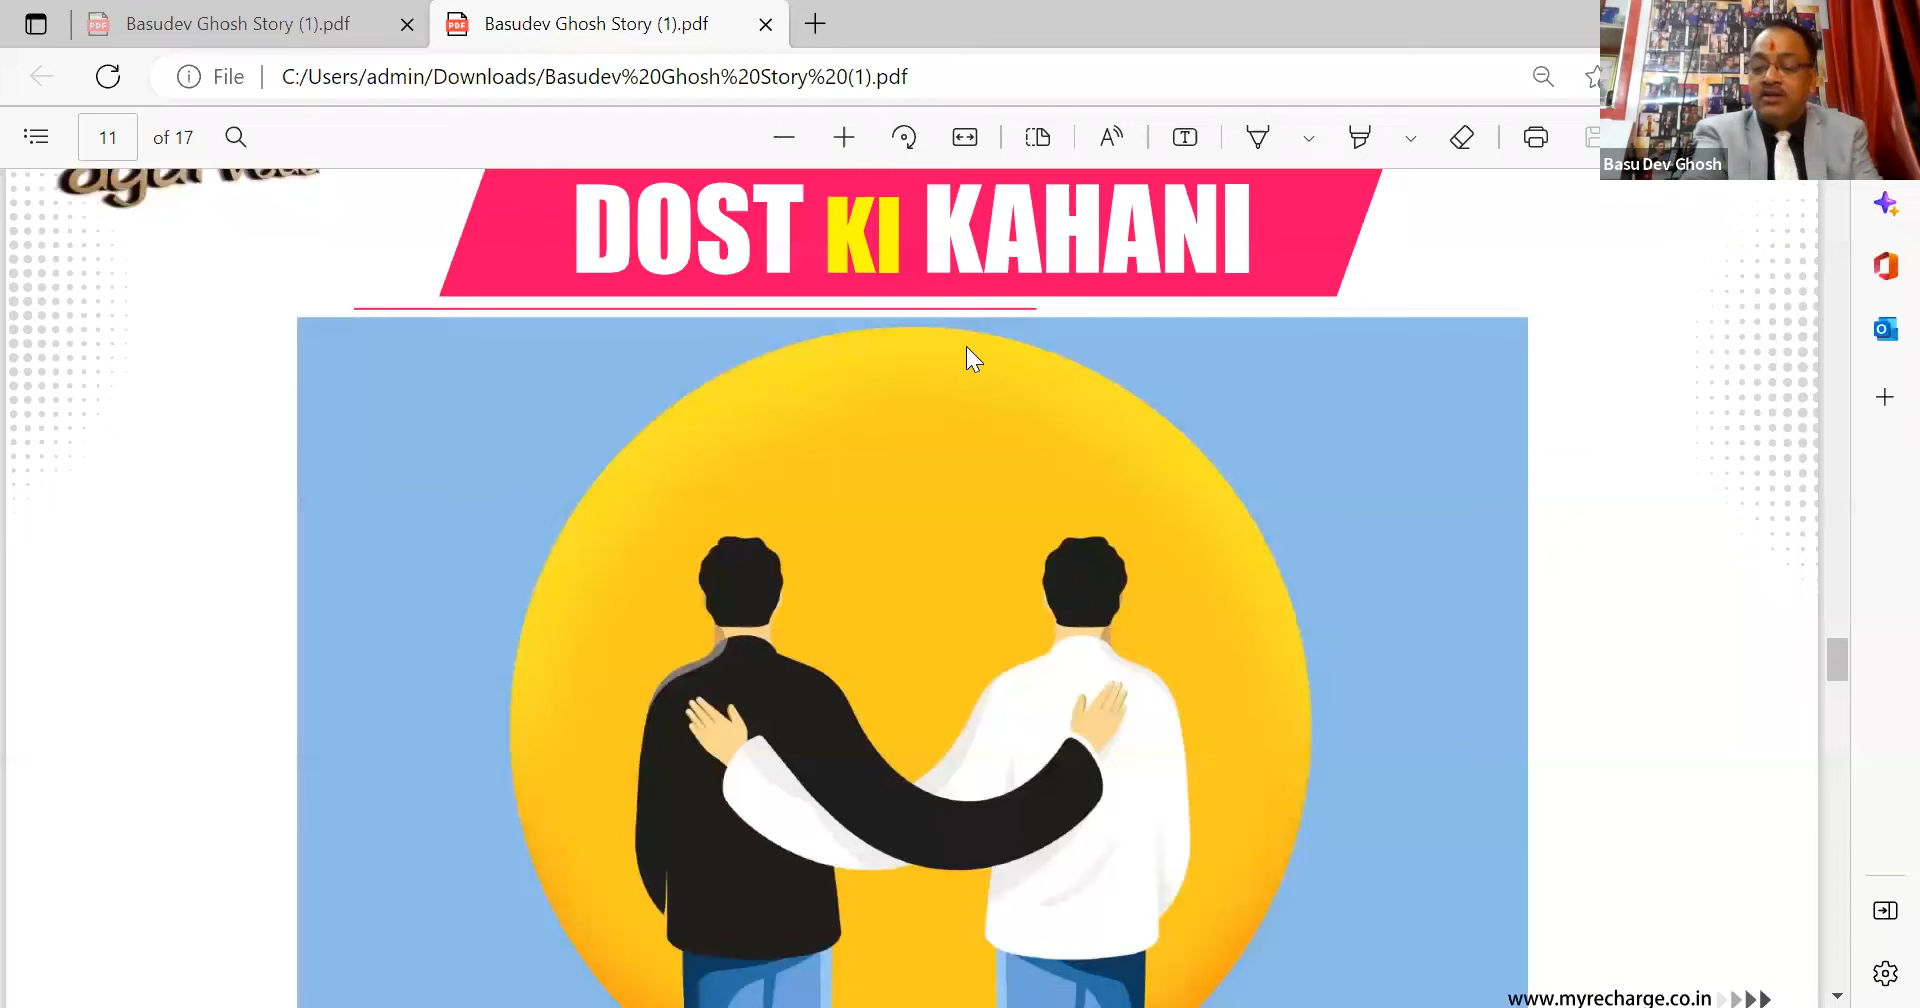 Basudev Ghosh Story (1).pdf
Basudev Ghosh Story (1).pdf
File
C:/Users/admin/Downloads/Basudev%20Ghosh%20Story%20(1).pdf
11 of 17
Basu Dev Ghosh
DOST KI KAHANI
www.myrecharge.co.in